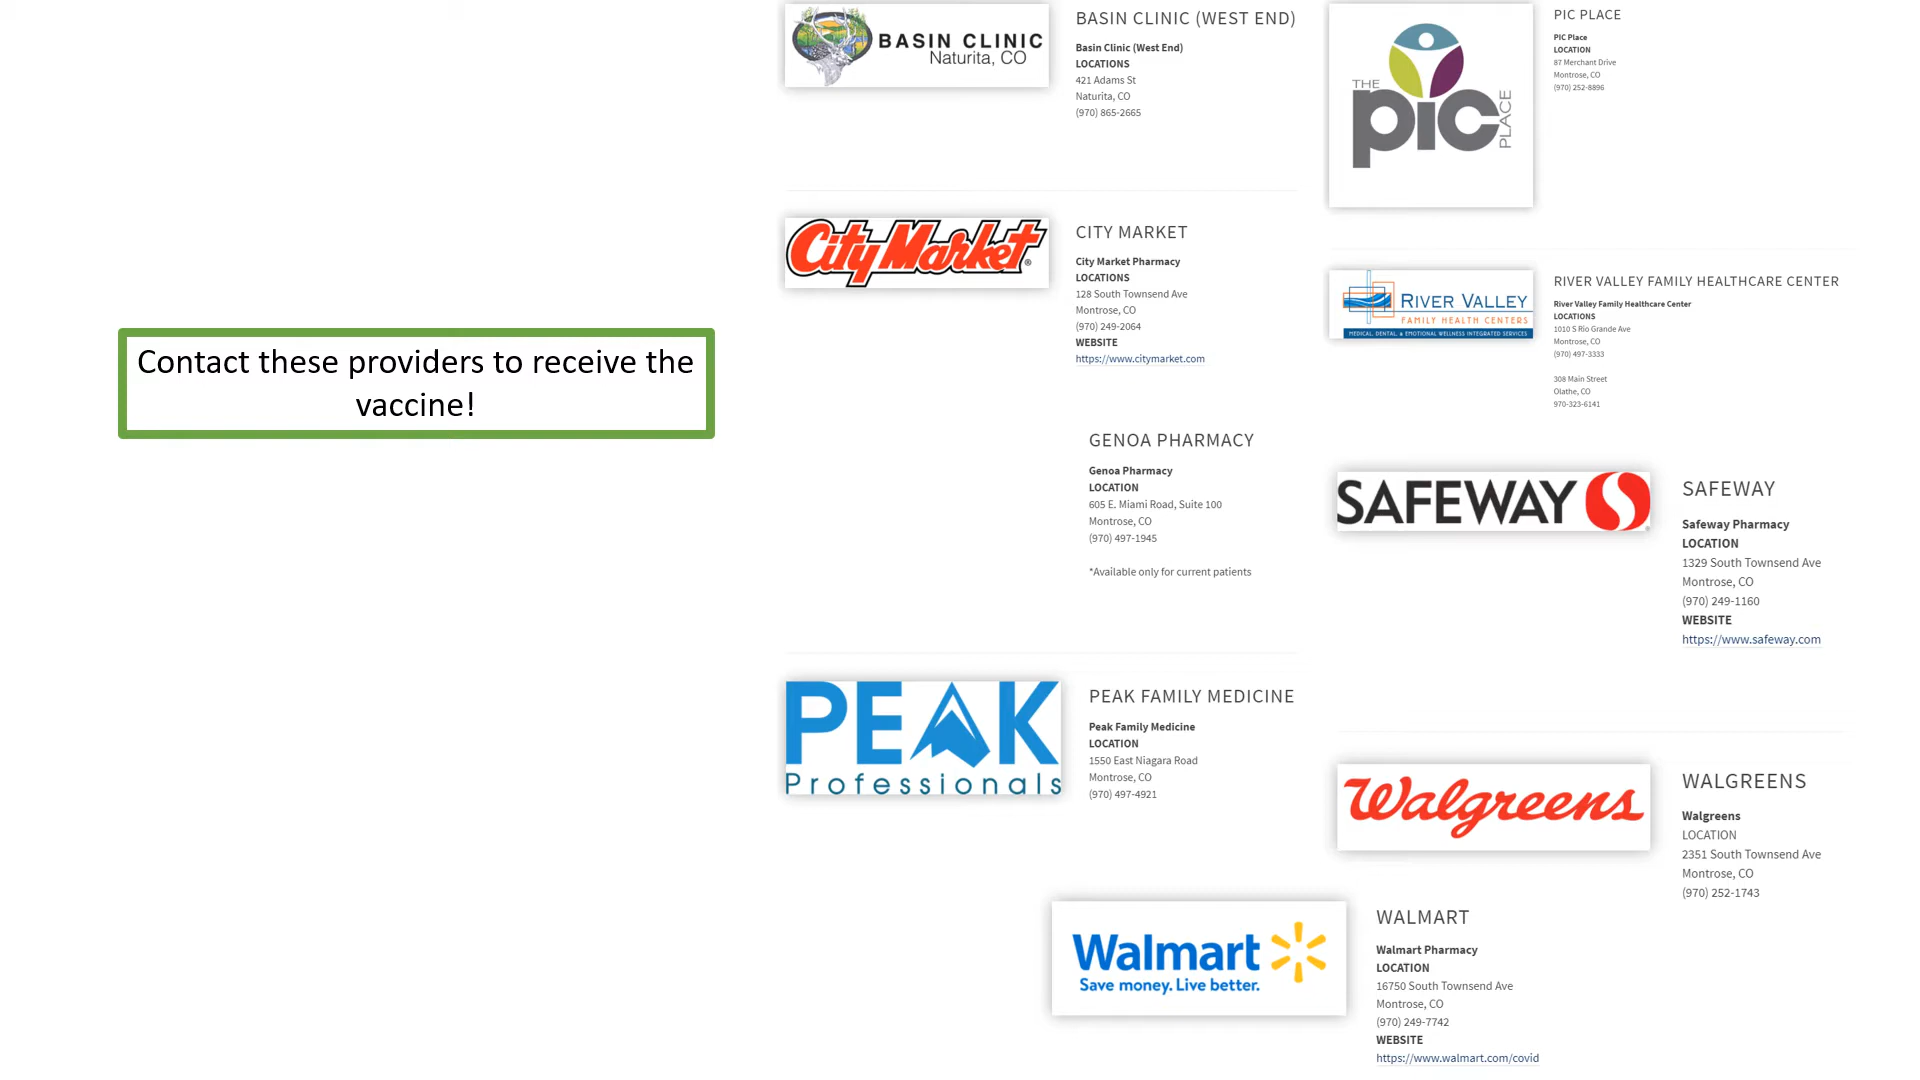 Contact these providers to receive the
vaccine!
BASIN CLINIC
Naturita, CO
BASIN CLINIC (WEST END)
Basin Clinic (West End)
LOCATIONS
421 Adams St
Naturita, CO
(970) 865-2665
CityMarket®
CITY MARKET
City Market Pharmacy
LOCATIONS
128 South Townsend Ave
Montrose, CO
(970) 249-2064
WEBSITE
https://www.citymarket.com
GENOA PHARMACY
Genoa Pharmacy
LOCATION
605 E. Miami Road, Suite 100
Montrose, CO
(970) 497-1945
*Available only for current patients
PEAK
Professionals
PEAK FAMILY MEDICINE
Peak Family Medicine
LOCATION
1550 East Niagara Road
Montrose, CO
(970) 497-4921
THE
pic
PLACE
PIC PLACE
PIC Place
LOCATION
87 Merchant Drive
Montrose, CO
(970) 252-8896
RIVER VALLEY
FAMILY HEALTH CENTERS
MEDICAL, DENTAL, & EMOTIONAL WELLNESS INTEGRATED SERVICES
RIVER VALLEY FAMILY HEALTHCARE CENTER
River Valley Family Healthcare Center
LOCATIONS
1010 S Rio Grande Ave
Montrose, CO
(970) 497-3333
308 Main Street
Olathe, CO
970-323-6141
SAFEWAY
SAFEWAY
Safeway Pharmacy
LOCATION
1329 South Townsend Ave
Montrose, CO
(970) 249-1160
WEBSITE
https://www.safeway.com
Walgreens
WALGREENS
Walgreens
LOCATION
2351 South Townsend Ave
Montrose, CO
(970) 252-1743
Walmart
Save money. Live better.
WALMART
Walmart Pharmacy
LOCATION
16750 South Townsend Ave
Montrose, CO
(970) 249-7742
WEBSITE
https://www.walmart.com/covid